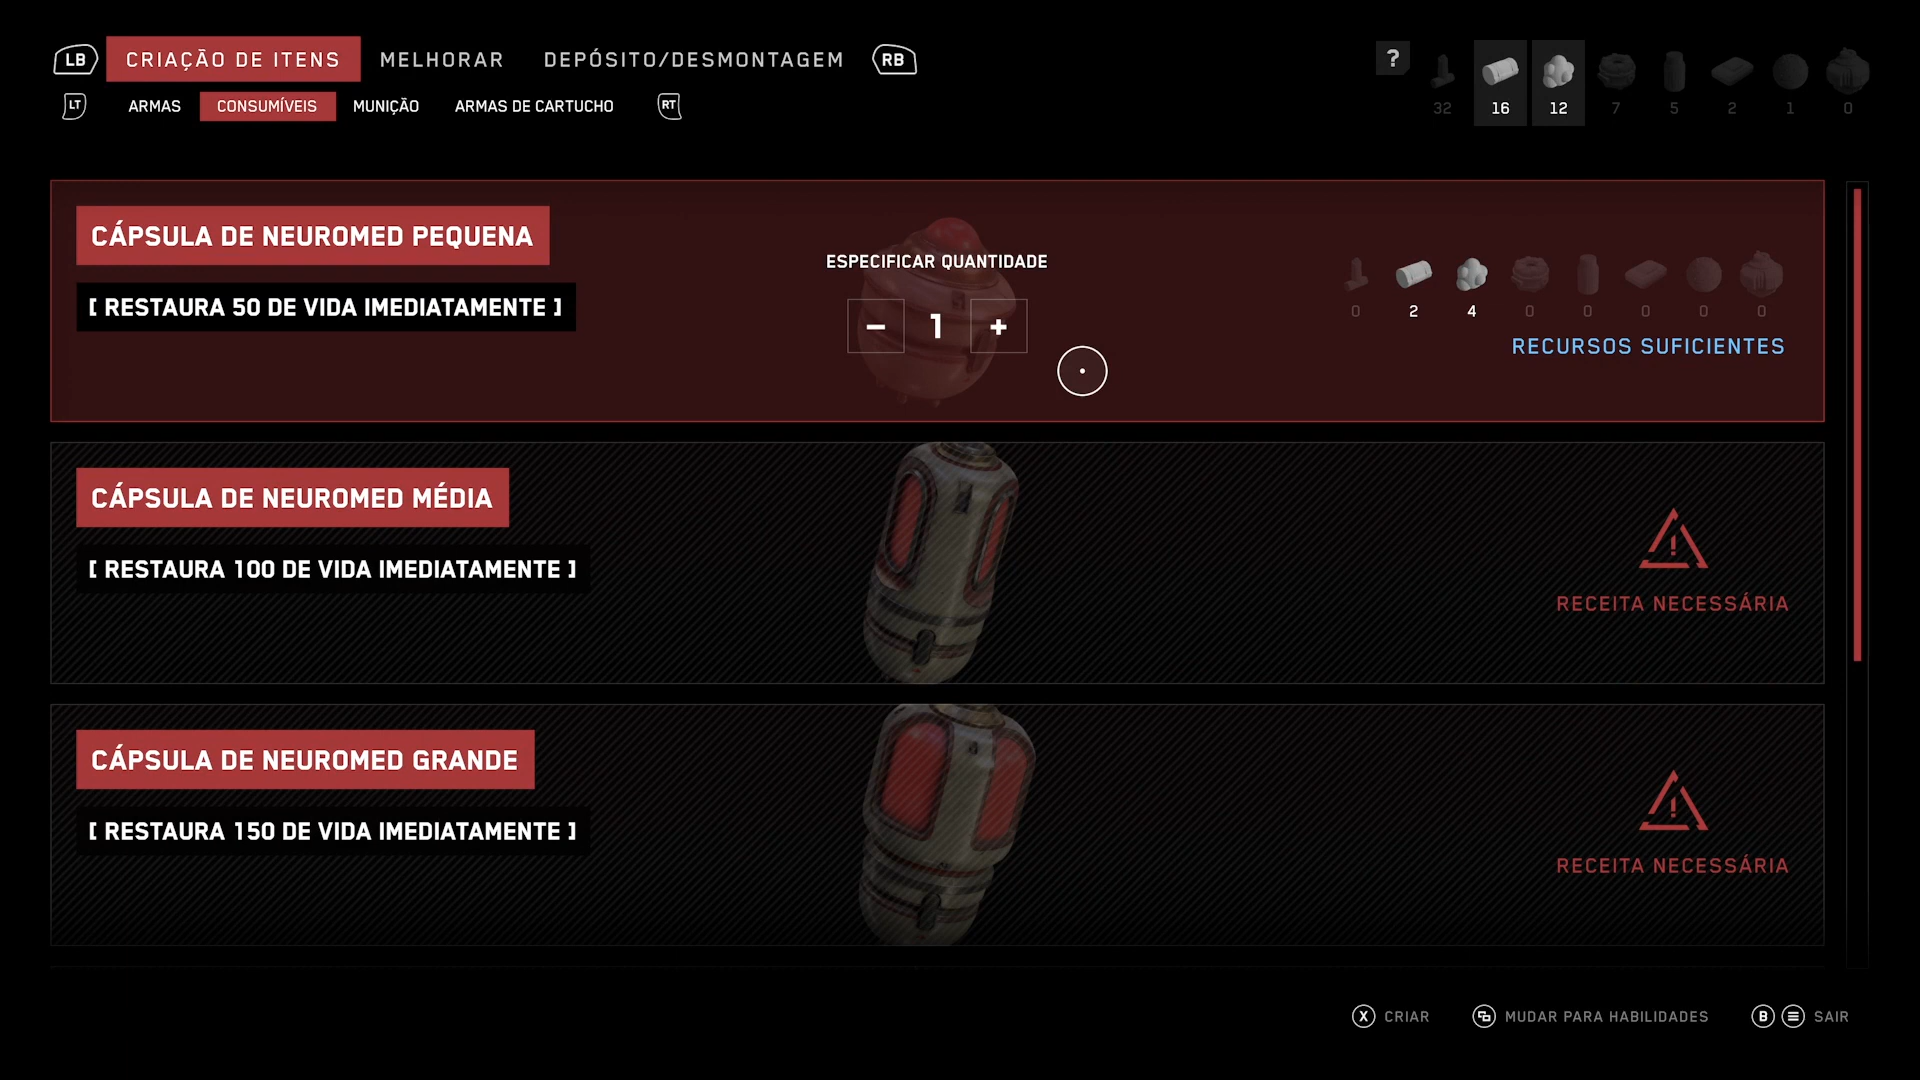 LB CRIAÇÃO DE ITENS MELHORAR DEPÓSITO/DESMONTAGEM RB
LT ARMAS CONSUMÍVEIS MUNIÇÃO ARMAS DE CARTUCHO RT
?
32 16 12 7 5 2 1 0
CÁPSULA DE NEUROMED PEQUENA
[ RESTAURA 50 DE VIDA IMEDIATAMENTE ]
ESPECIFICAR QUANTIDADE
− 1 +
0 2 4 0 0 0 0 0
RECURSOS SUFICIENTES
CÁPSULA DE NEUROMED MÉDIA
[ RESTAURA 100 DE VIDA IMEDIATAMENTE ]
RECEITA NECESSÁRIA
CÁPSULA DE NEUROMED GRANDE
[ RESTAURA 150 DE VIDA IMEDIATAMENTE ]
RECEITA NECESSÁRIA
X CRIAR MUDAR PARA HABILIDADES B SAIR